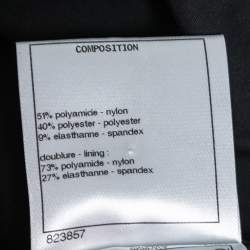 COMPOSITION
51% polyamide - nylon
40% polyester - polyester
9% elasthanne - spandex
doublure - lining :
73% polyamide - nylon
27% elasthanne - spandex
823857